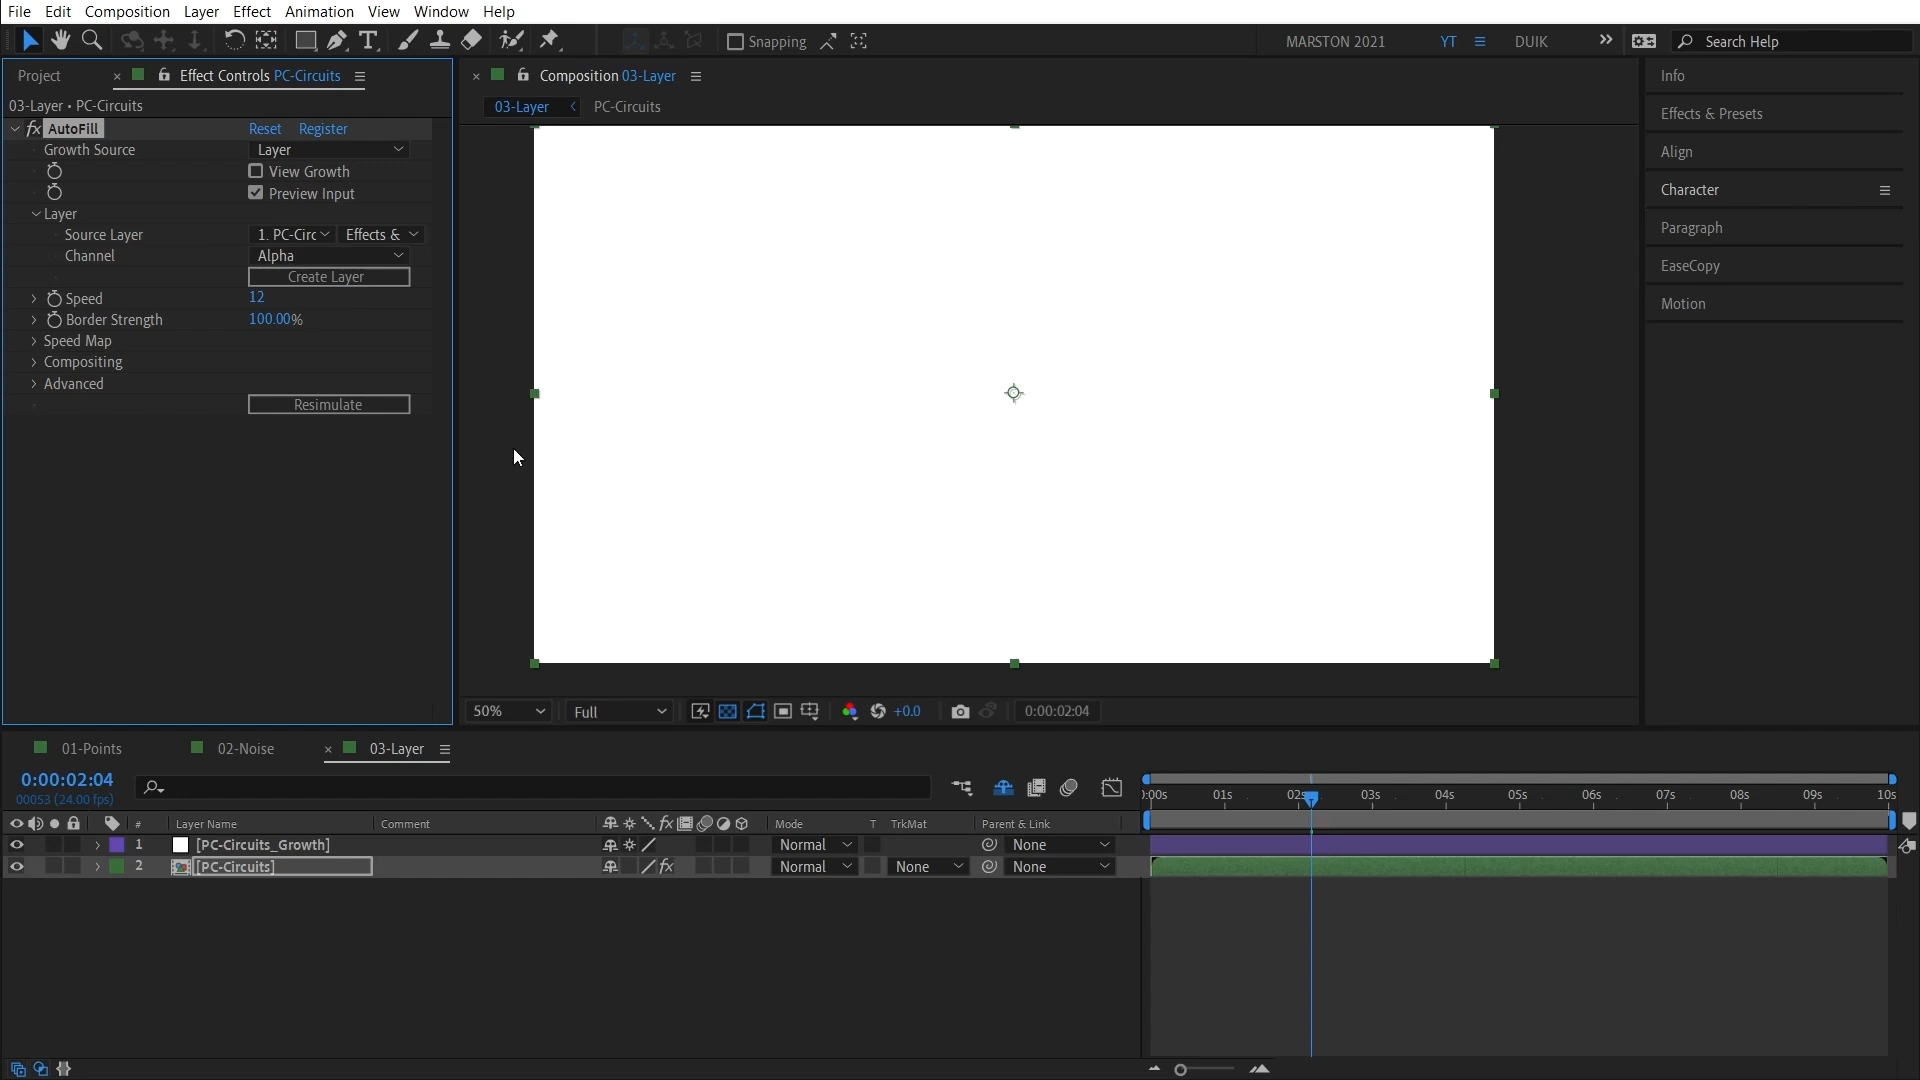 File Edit Composition Layer Effect Animation View Window Help
Snapping MARSTON 2021 YT DUIK Search Help
Project Effect Controls PC-Circuits
Composition 03-Layer
Info
03-Layer • PC-Circuits
03-Layer PC-Circuits
Effects & Presets
fx AutoFill Reset Register
Growth Source Layer
Align
View Growth
Preview Input
Character
Layer
Source Layer 1. PC-Circ Effects &
Paragraph
Channel Alpha
Create Layer
EaseCopy
Speed 12
Motion
Border Strength 100.00%
Speed Map
Compositing
Advanced
Resimulate
50% Full +0.0 0:00:02:04
01-Points 02-Noise 03-Layer
0:00:02:04
00053 (24.00 fps)
):00s 01s 02s 03s 04s 05s 06s 07s 08s 09s 10s
# Layer Name Comment fx Mode T TrkMat Parent & Link
1 [PC-Circuits_Growth] Normal None
2 [PC-Circuits] fx Normal None None